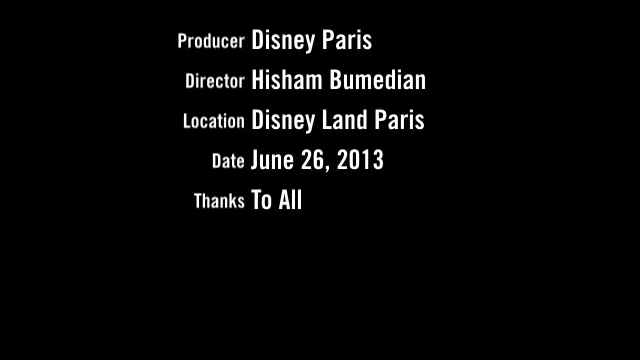 Producer Disney Paris
Director Hisham Bumedian
Location Disney Land Paris
Date June 26, 2013
Thanks To All